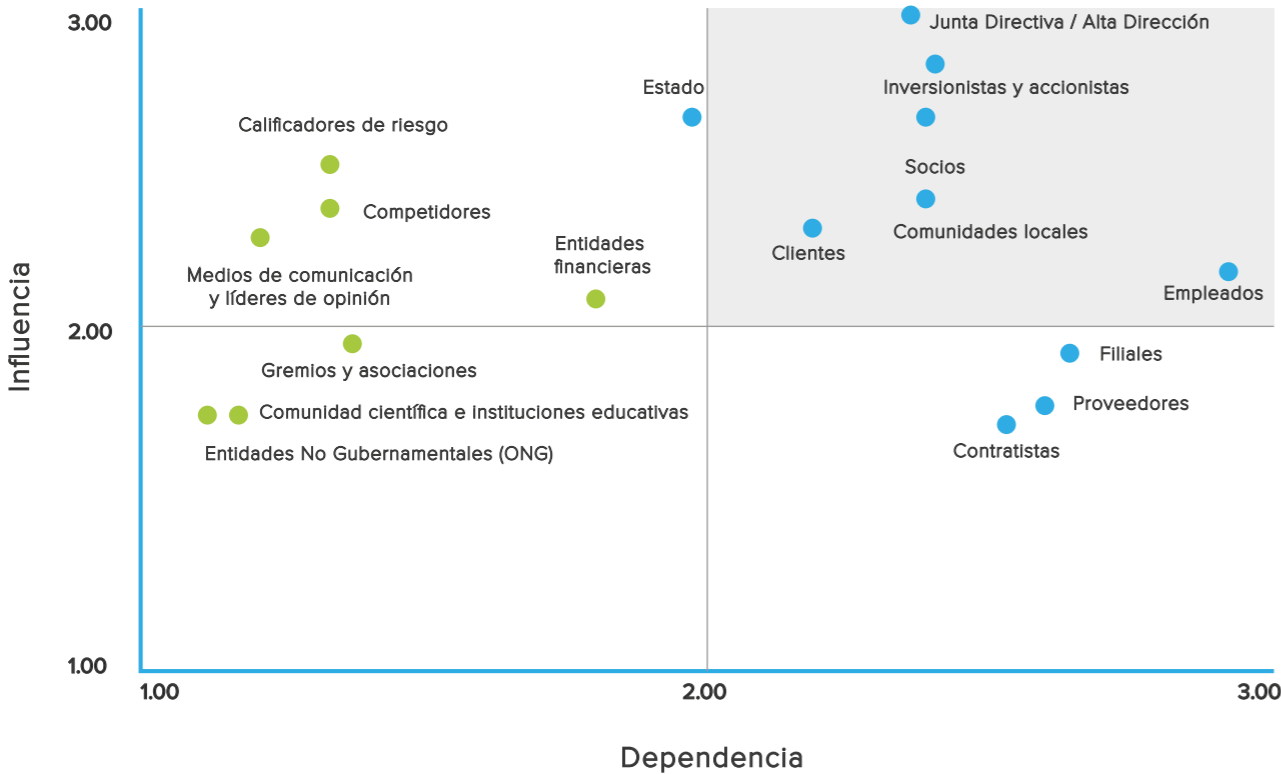 3.00
Junta Directiva / Alta Dirección
Estado
Inversionistas y accionistas
Calificadores de riesgo
Socios
Competidores
Comunidades locales
Entidades
financieras
Clientes
Medios de comunicación
y líderes de opinión
Empleados
2.00
Influencia
Filiales
Gremios y asociaciones
Proveedores
Comunidad científica e instituciones educativas
Contratistas
Entidades No Gubernamentales (ONG)
1.00
1.00
2.00
3.00
Dependencia